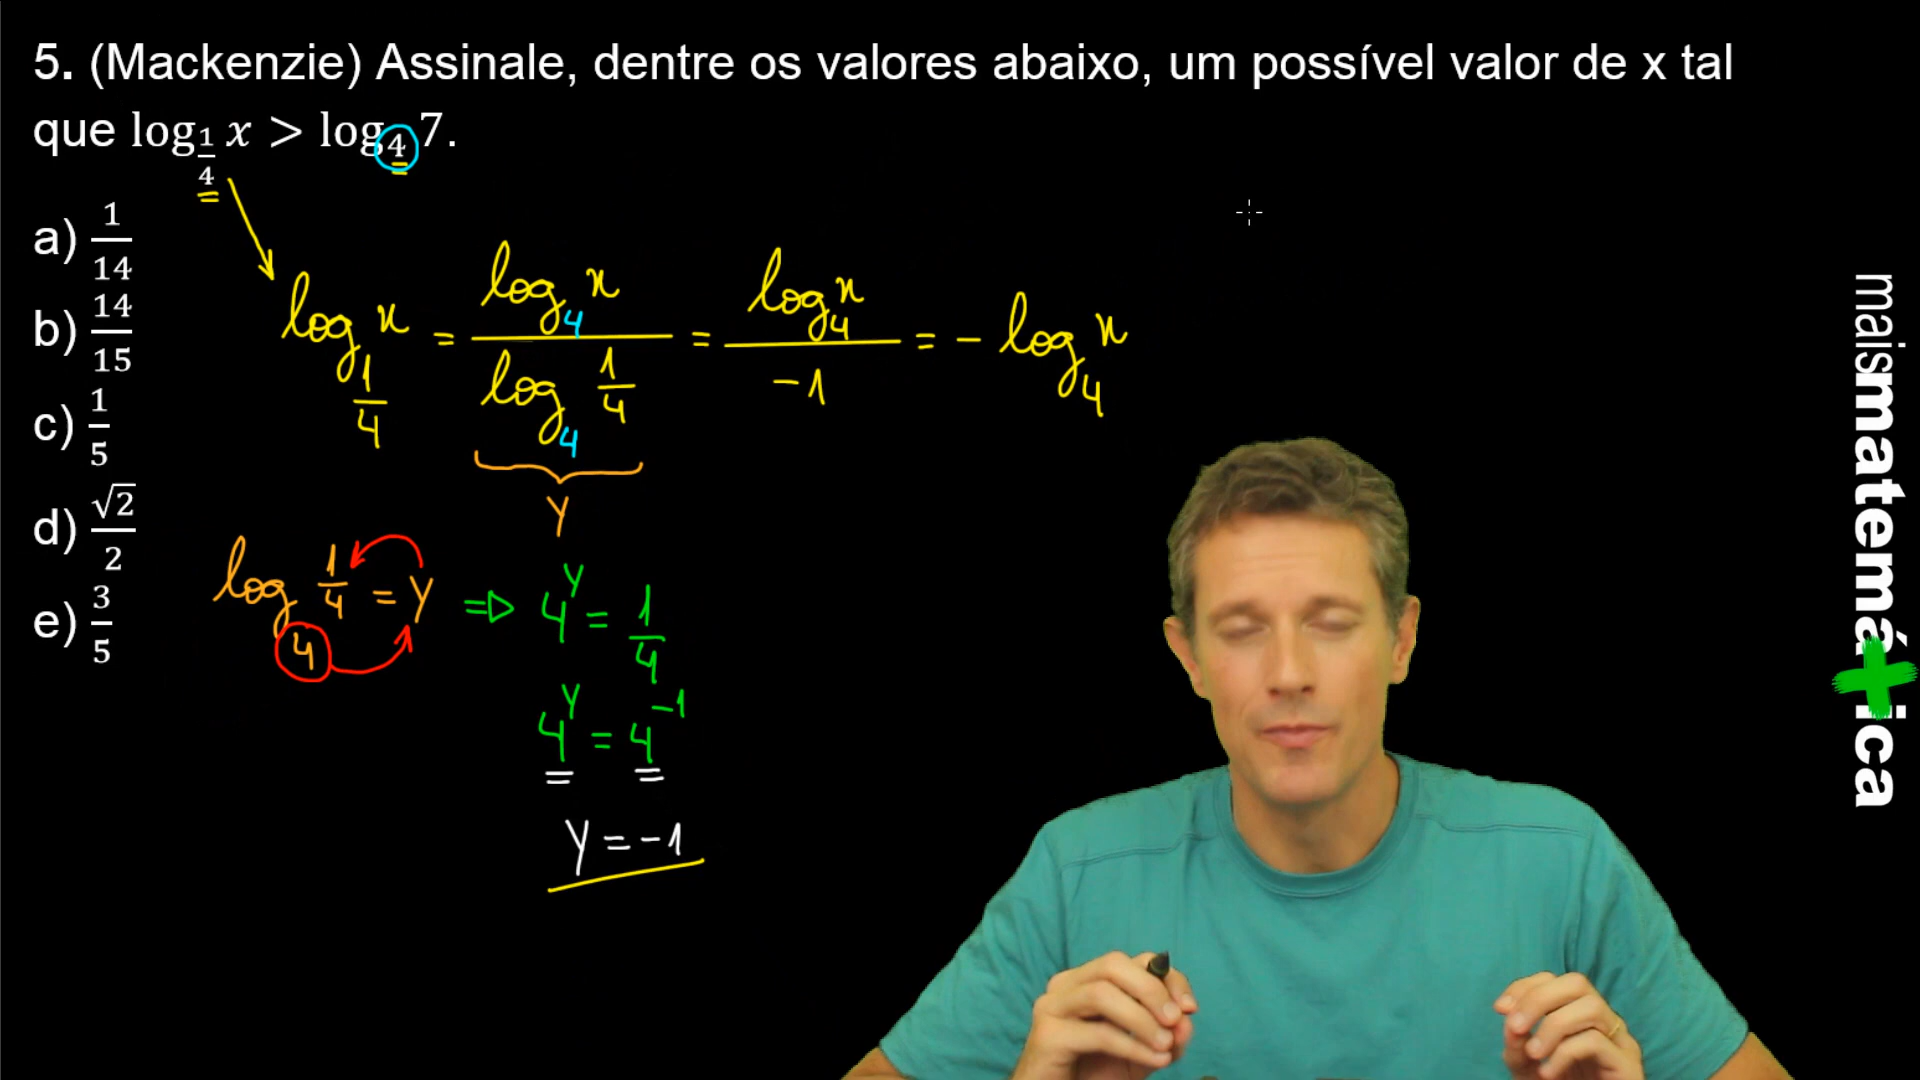 5. (Mackenzie) Assinale, dentre os valores abaixo, um possível valor de x tal
que log_{1/4} x > log_4 7.
a) 1/14
b) 14/15
c) 1/5
d) √2/2
e) 3/5
log_{1/4} x = log_4 x / log_4 1/4 = log_4 x / -1 = - log_4 x
y
log_4 1/4 = y ⇒ 4^y = 1/4
4^y = 4^{-1}
y = -1
maismatemática